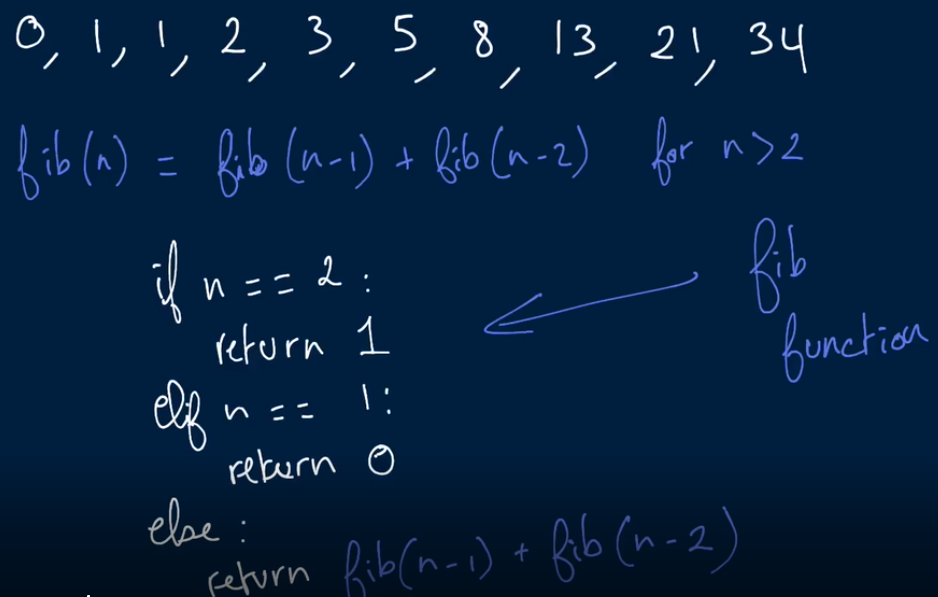 0, 1, 1, 2, 3, 5, 8, 13, 21, 34
fib(n) = fib(n-1) + fib(n-2) for n>2
fib
function
if n == 2:
return 1
elif n == 1:
return 0
else:
return fib(n-1) + fib(n-2)